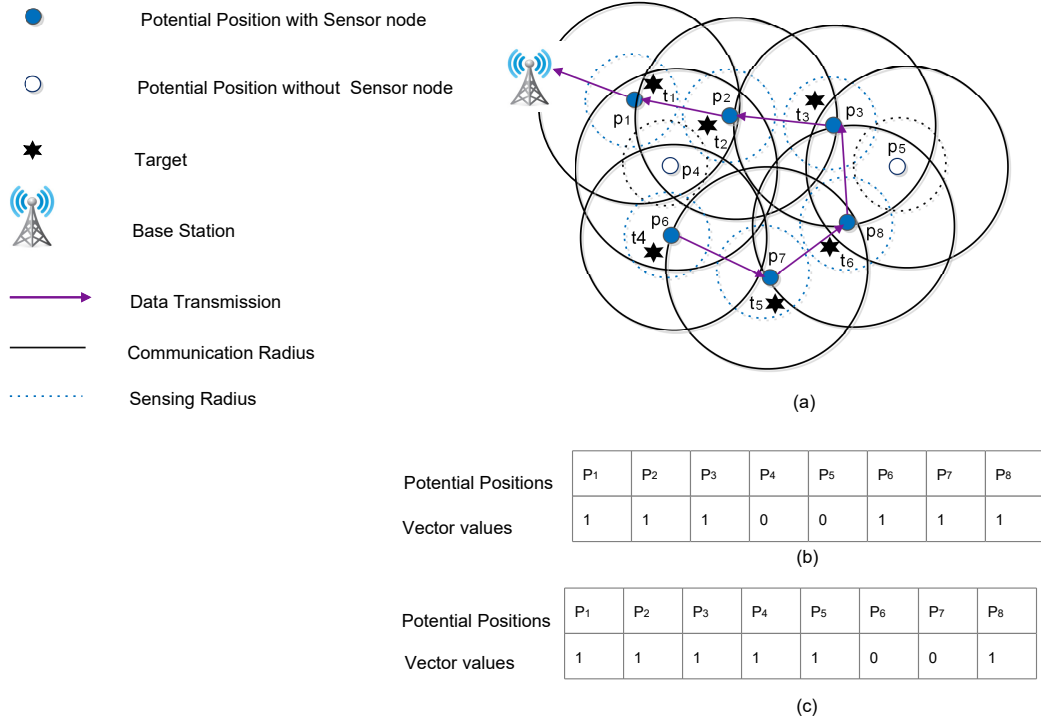 Potential Position with Sensor node
Potential Position without Sensor node
Target
Base Station
Data Transmission
Communication Radius
Sensing Radius
t1
p1
p2
t2
t3
p3
p4
p5
p6
t4
p7
t5
p8
t6
(a)
Potential Positions P1 P2 P3 P4 P5 P6 P7 P8
Vector values 1 1 1 0 0 1 1 1
(b)
Potential Positions P1 P2 P3 P4 P5 P6 P7 P8
Vector values 1 1 1 1 1 0 0 1
(c)